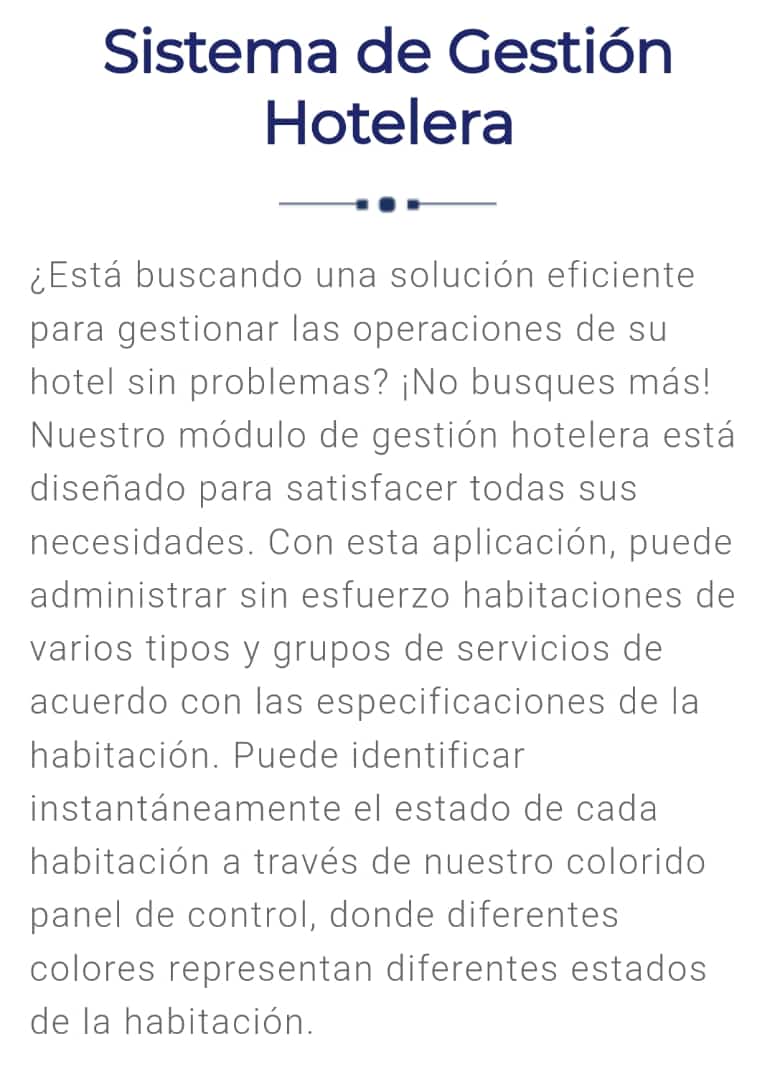 Sistema de Gestión
Hotelera
¿Está buscando una solución eficiente
para gestionar las operaciones de su
hotel sin problemas? ¡No busques más!
Nuestro módulo de gestión hotelera está
diseñado para satisfacer todas sus
necesidades. Con esta aplicación, puede
administrar sin esfuerzo habitaciones de
varios tipos y grupos de servicios de
acuerdo con las especificaciones de la
habitación. Puede identificar
instantáneamente el estado de cada
habitación a través de nuestro colorido
panel de control, donde diferentes
colores representan diferentes estados
de la habitación.